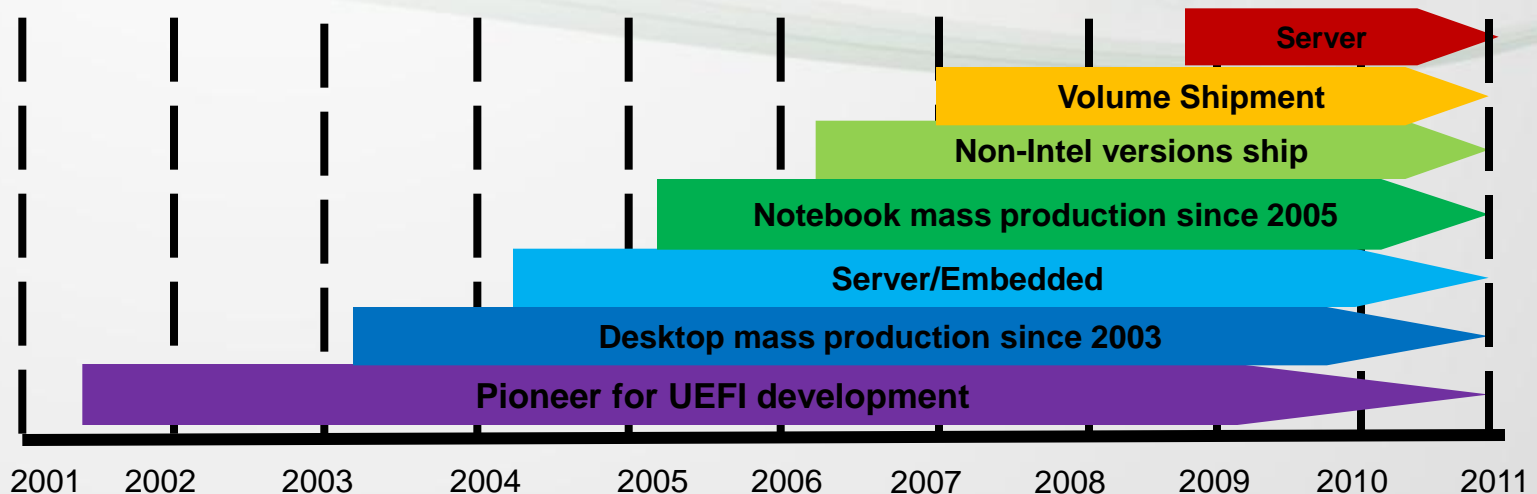 Server
Volume Shipment
Non-Intel versions ship
Notebook mass production since 2005
Server/Embedded
Desktop mass production since 2003
Pioneer for UEFI development
2001 2002 2003 2004 2005 2006 2007 2008 2009 2010 2011